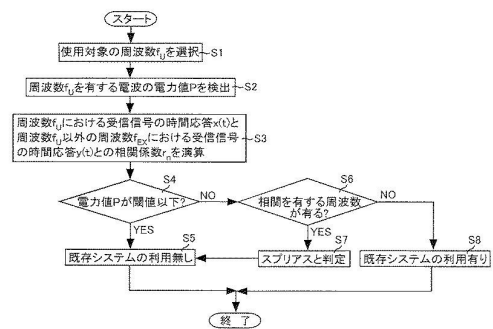 スタート
使用対象の周波数fUを選択
S1
周波数fUを有する電波の電力値Pを検出
S2
周波数fUにおける受信信号の時間応答x(t)と
周波数fU以外の周波数fEXにおける受信信号
の時間応答y(t)との相関係数rnを演算
S3
S4
電力値Pが閾値以下?
NO
YES
S6
相関を有する周波数
が有る?
NO
YES
S5
既存システムの利用無し
S7
スプリアスと判定
S8
既存システムの利用有り
終了